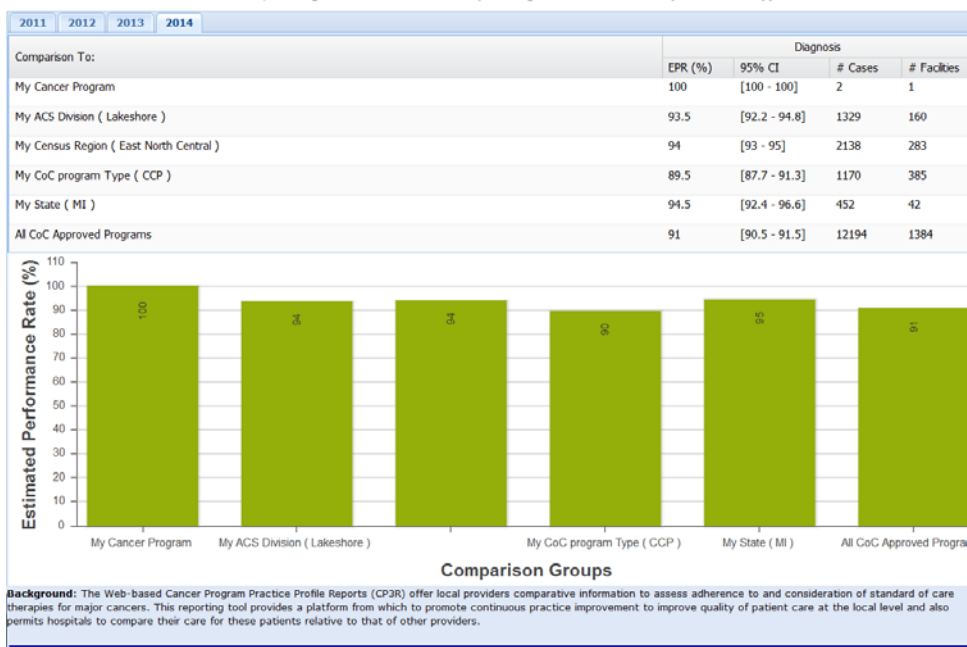 2011 2012 2013 2014
Comparison To: Diagnosis
EPR (%) 95% CI # Cases # Facilities
My Cancer Program 100 [100 - 100] 2 1
My ACS Division ( Lakeshore ) 93.5 [92.2 - 94.8] 1329 160
My Census Region ( East North Central ) 94 [93 - 95] 2138 283
My CoC program Type ( CCP ) 89.5 [87.7 - 91.3] 1170 385
My State ( MI ) 94.5 [92.4 - 96.6] 452 42
All CoC Approved Programs 91 [90.5 - 91.5] 12194 1384
Estimated Performance Rate (%)
110
100
90
80
70
60
50
40
30
20
10
0
100 94 94 90 95 91
My Cancer Program My ACS Division ( Lakeshore ) My CoC program Type ( CCP ) My State ( MI ) All CoC Approved Progra
Comparison Groups
Background: The Web-based Cancer Program Practice Profile Reports (CP3R) offer local providers comparative information to assess adherence to and consideration of standard of care
therapies for major cancers. This reporting tool provides a platform from which to promote continuous practice improvement to improve quality of patient care at the local level and also
permits hospitals to compare their care for these patients relative to that of other providers.